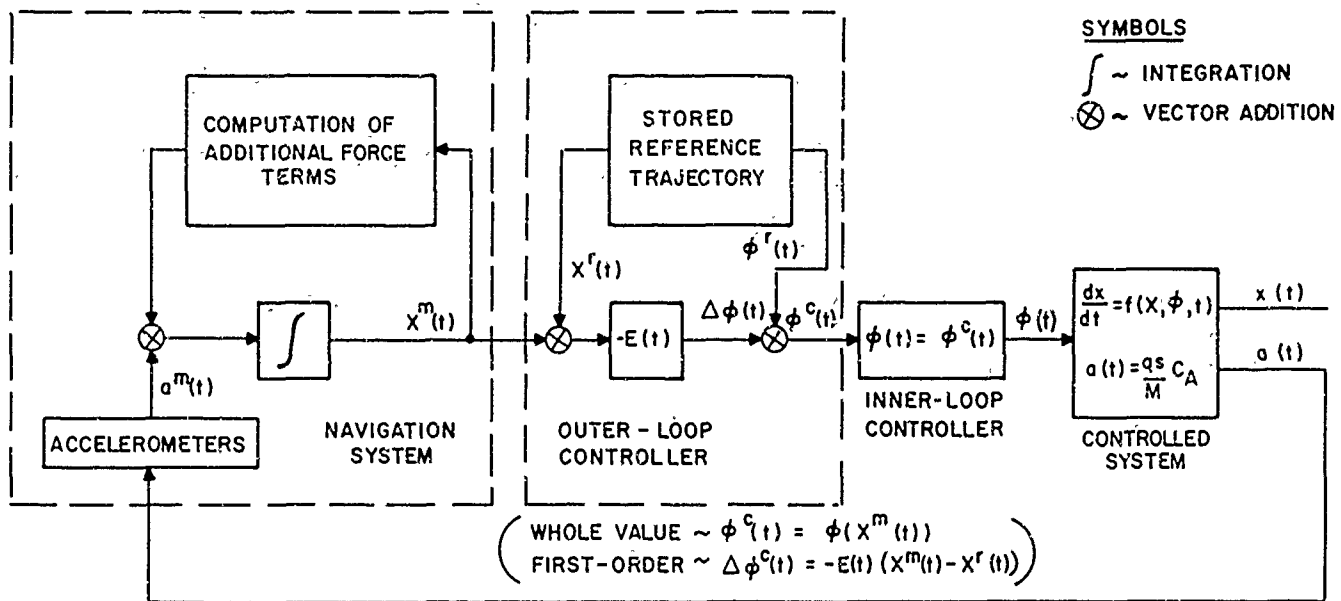 SYMBOLS
∫ ~ INTEGRATION
⊗ ~ VECTOR ADDITION
COMPUTATION OF
ADDITIONAL FORCE
TERMS
STORED
REFERENCE
TRAJECTORY
X^r(t)
ϕ^r(t)
∫
X^m(t)
-E(t)
Δϕ(t)
ϕ^c(t)
ϕ(t) = ϕ^c(t)
ϕ(t)
dx/dt = f(X, ϕ, t)
a(t) = qs/M C_A
x(t)
a(t)
a^m(t)
ACCELEROMETERS
NAVIGATION
SYSTEM
OUTER-LOOP
CONTROLLER
INNER-LOOP
CONTROLLER
CONTROLLED
SYSTEM
(WHOLE VALUE ~ ϕ^c(t) = ϕ(X^m(t))
FIRST-ORDER ~ Δϕ^c(t) = -E(t) (X^m(t) - X^r(t)))